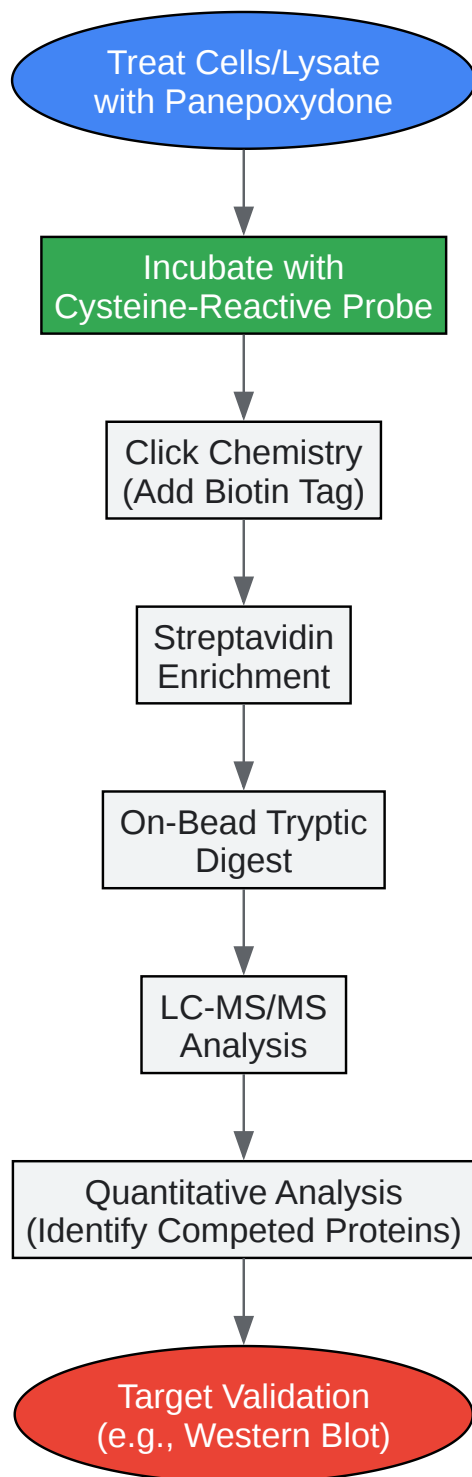 Treat Cells/Lysate
with Panepoxydone
Incubate with
Cysteine-Reactive Probe
Click Chemistry
(Add Biotin Tag)
Streptavidin
Enrichment
On-Bead Tryptic
Digest
LC-MS/MS
Analysis
Quantitative Analysis
(Identify Competed Proteins)
Target Validation
(e.g., Western Blot)